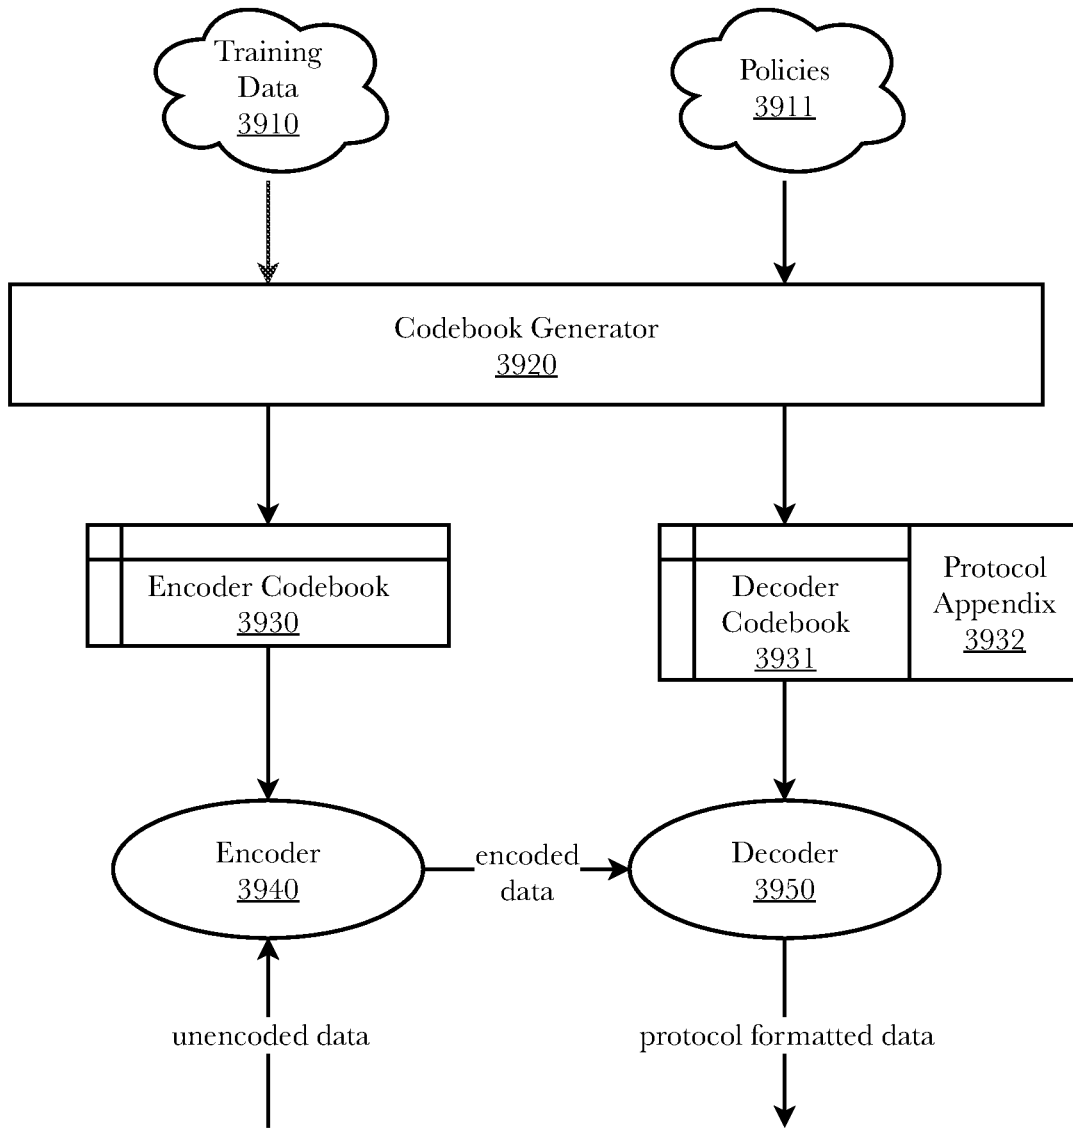 Training
Data
3910
Policies
3911
Codebook Generator
3920
Encoder Codebook
3930
Decoder
Codebook
3931
Protocol
Appendix
3932
Encoder
3940
encoded
data
Decoder
3950
unencoded data
protocol formatted data